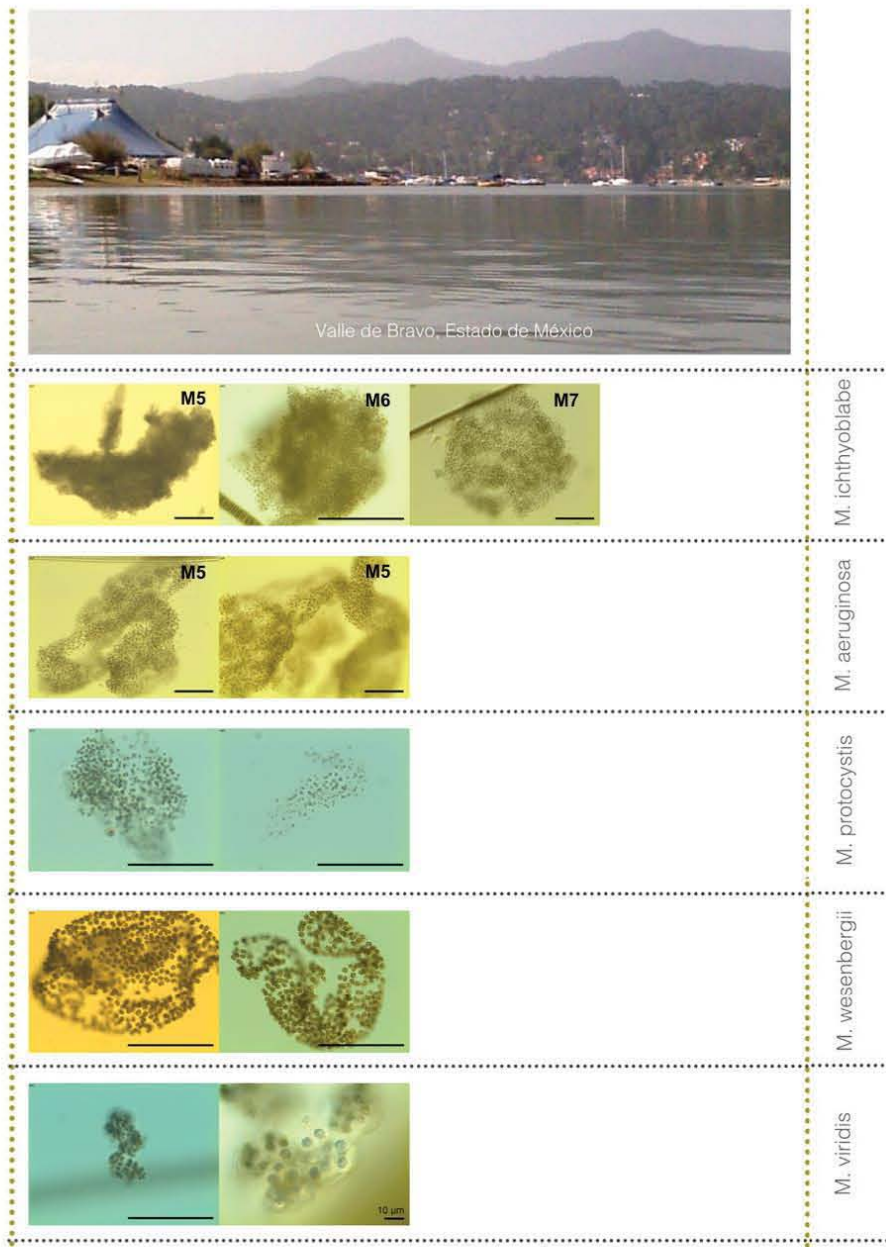 Valle de Bravo, Estado de México
M5 M6 M7
M. ichthyoblabe
M5 M5
M. aeruginosa
M. protocystis
M. wesenbergii
10 µm
M. viridis